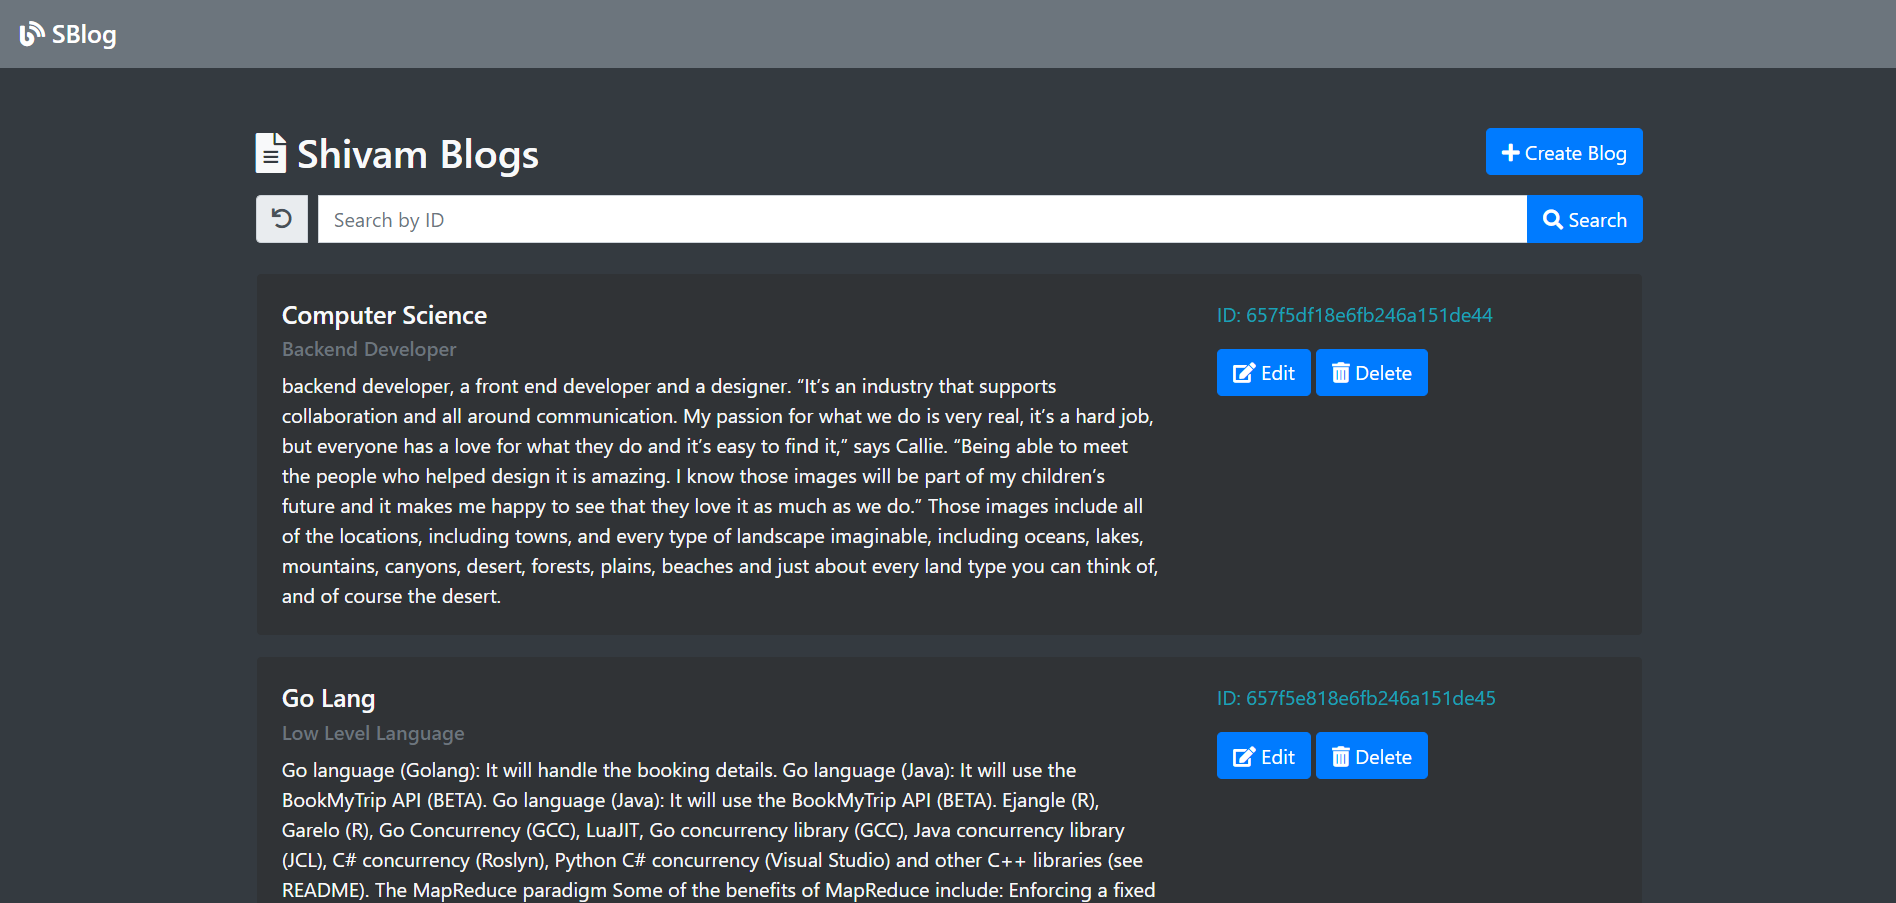 SBlog
Shivam Blogs
Create Blog
Search by ID
Search
Computer Science
Backend Developer
backend developer, a front end developer and a designer. “It’s an industry that supports
collaboration and all around communication. My passion for what we do is very real, it’s a hard job,
but everyone has a love for what they do and it’s easy to find it,” says Callie. “Being able to meet
the people who helped design it is amazing. I know those images will be part of my children’s
future and it makes me happy to see that they love it as much as we do.” Those images include all
of the locations, including towns, and every type of landscape imaginable, including oceans, lakes,
mountains, canyons, desert, forests, plains, beaches and just about every land type you can think of,
and of course the desert.
ID: 657f5df18e6fb246a151de44
Edit
Delete
Go Lang
Low Level Language
Go language (Golang): It will handle the booking details. Go language (Java): It will use the
BookMyTrip API (BETA). Go language (Java): It will use the BookMyTrip API (BETA). Ejangle (R),
Garelo (R), Go Concurrency (GCC), LuaJIT, Go concurrency library (GCC), Java concurrency library
(JCL), C# concurrency (Roslyn), Python C# concurrency (Visual Studio) and other C++ libraries (see
README). The MapReduce paradigm Some of the benefits of MapReduce include: Enforcing a fixed
ID: 657f5e818e6fb246a151de45
Edit
Delete